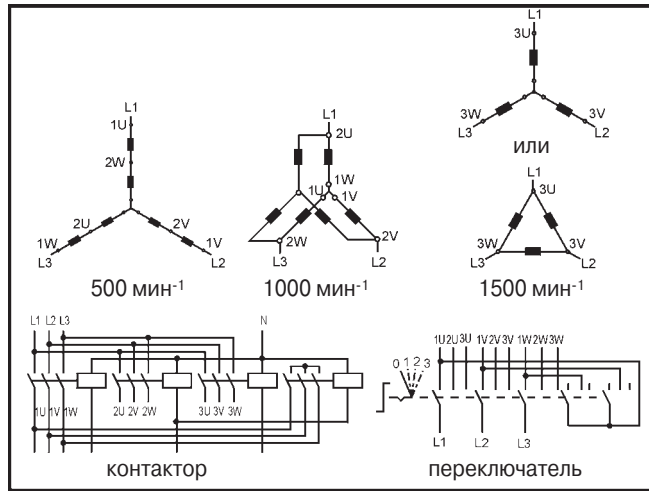 L1
3U
3W
3V
L3
L2
или
L1
1U
2W
2U
2V
1W
1V
L3
L2
500 мин-1
L1
2U
1W
1U
1V
2W
2V
L3
L2
1000 мин-1
L1
3U
3W
3V
L3
L2
1500 мин-1
L1 L2 L3
N
1U 1V 1W
2U 2V 2W
3U 3V 3W
контактор
1U 2U 3U 1V 2V 3V 1W 2W 3W
0 1 2 3
L1
L2
L3
переключатель